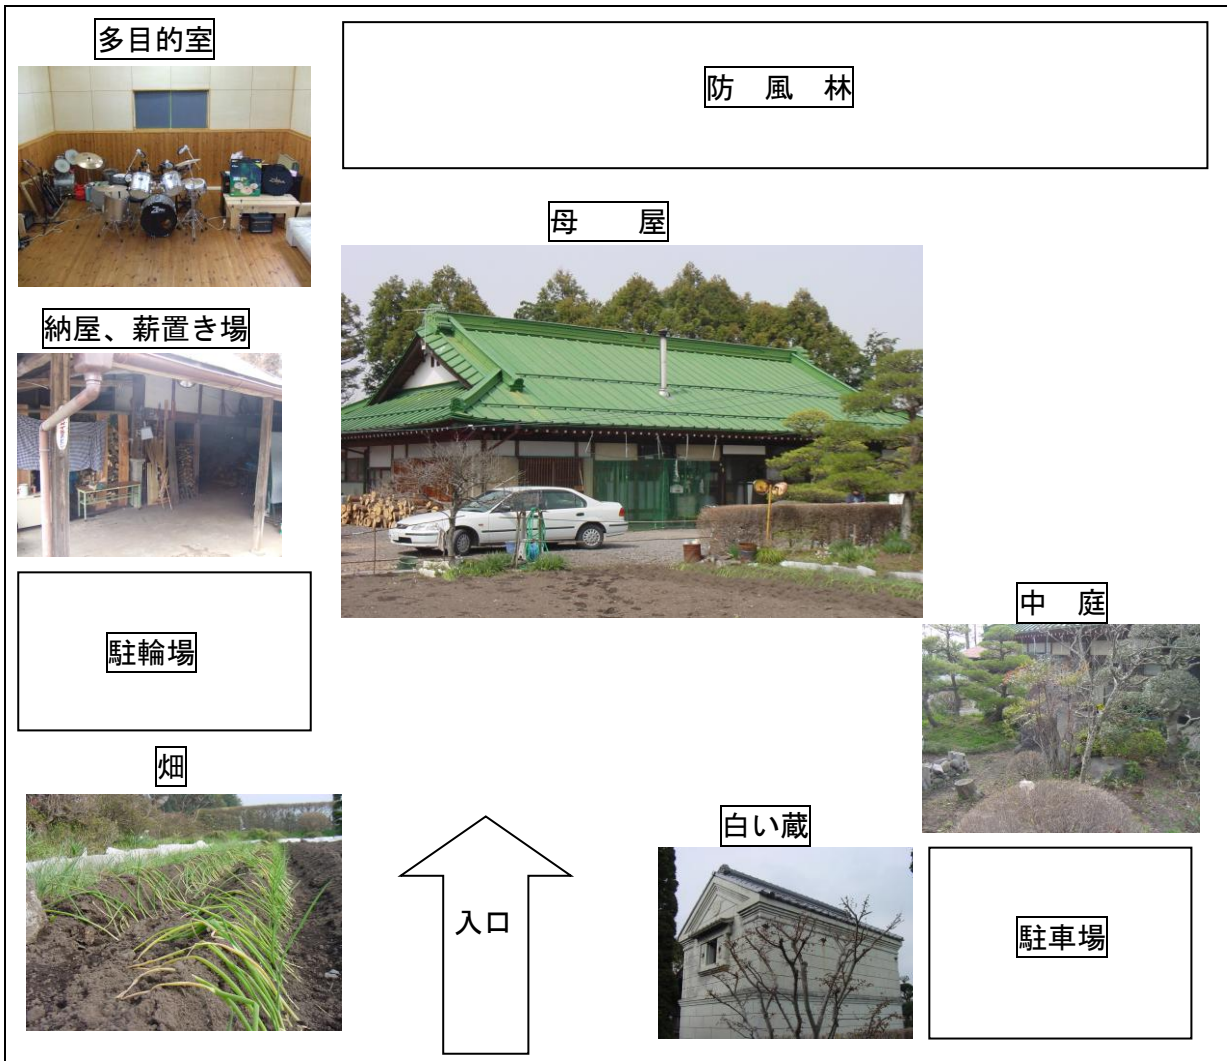 多目的室
防　風　林
母　　屋
納屋、薪置き場
駐輪場
中　庭
畑
白い蔵
入口
駐車場